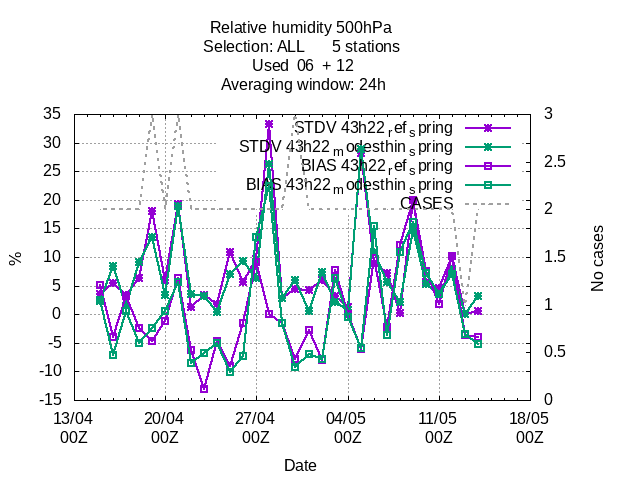 Relative humidity 500hPa
Selection: ALL 5 stations
Used 06 + 12
Averaging window: 24h
STDV 43h22_ref_spring
STDV 43h22_modesthin_spring
BIAS 43h22_ref_spring
BIAS 43h22_modesthin_spring
CASES
35
30
25
20
15
10
5
0
-5
-10
-15
%
3
2.5
2
1.5
1
0.5
0
No cases
13/04 20/04 27/04 04/05 11/05 18/05
00Z 00Z 00Z 00Z 00Z 00Z
Date